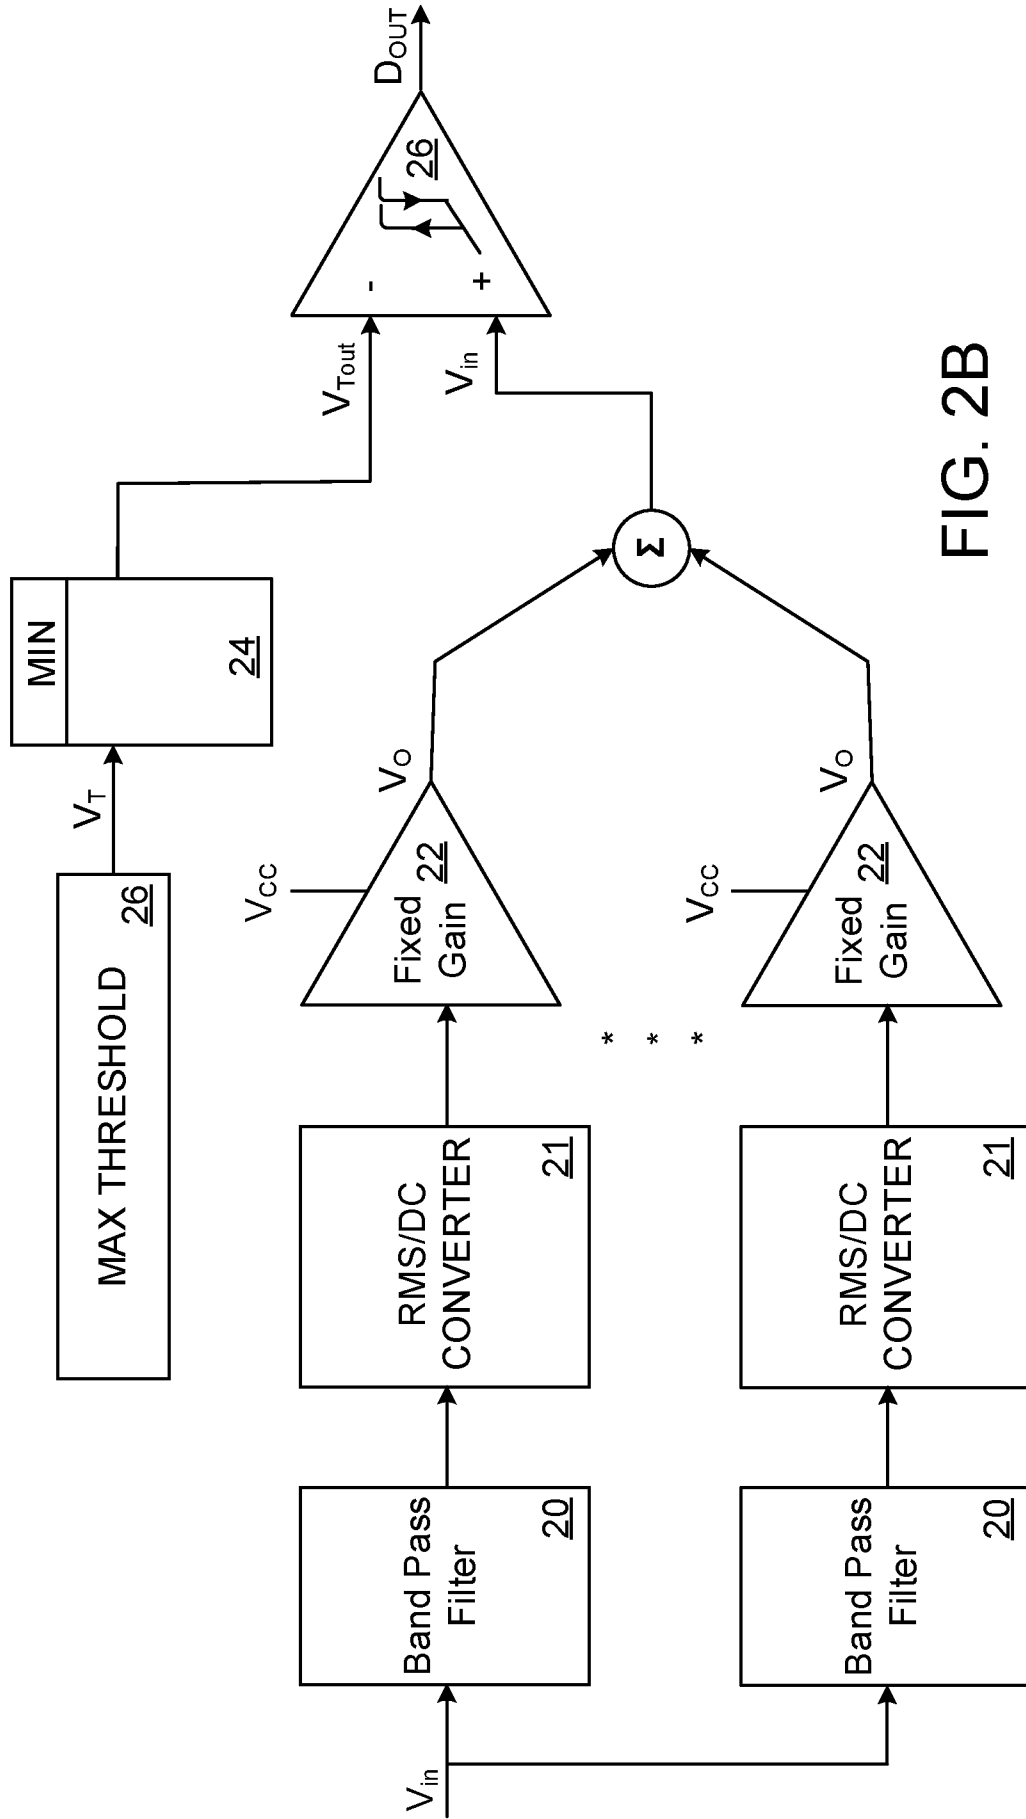 MAX THRESHOLD
26
V_T
MIN
24
V_Tout
V_in
-
+
26
D_OUT
V_in
Band Pass
Filter
20
RMS/DC
CONVERTER
21
V_CC
Fixed
Gain
22
V_O
* * *
Σ
Band Pass
Filter
20
RMS/DC
CONVERTER
21
V_CC
Fixed
Gain
22
V_O
FIG. 2B